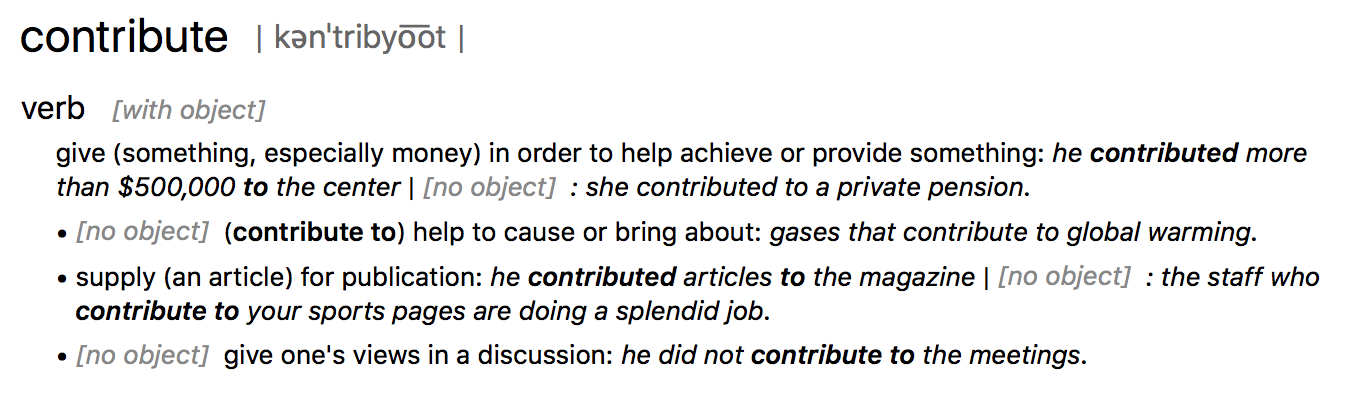 contribute | kənˈtribyo͞ot |
verb [with object]
give (something, especially money) in order to help achieve or provide something: he contributed more
than $500,000 to the center | [no object] : she contributed to a private pension.
• [no object] (contribute to) help to cause or bring about: gases that contribute to global warming.
• supply (an article) for publication: he contributed articles to the magazine | [no object] : the staff who
contribute to your sports pages are doing a splendid job.
• [no object] give one's views in a discussion: he did not contribute to the meetings.